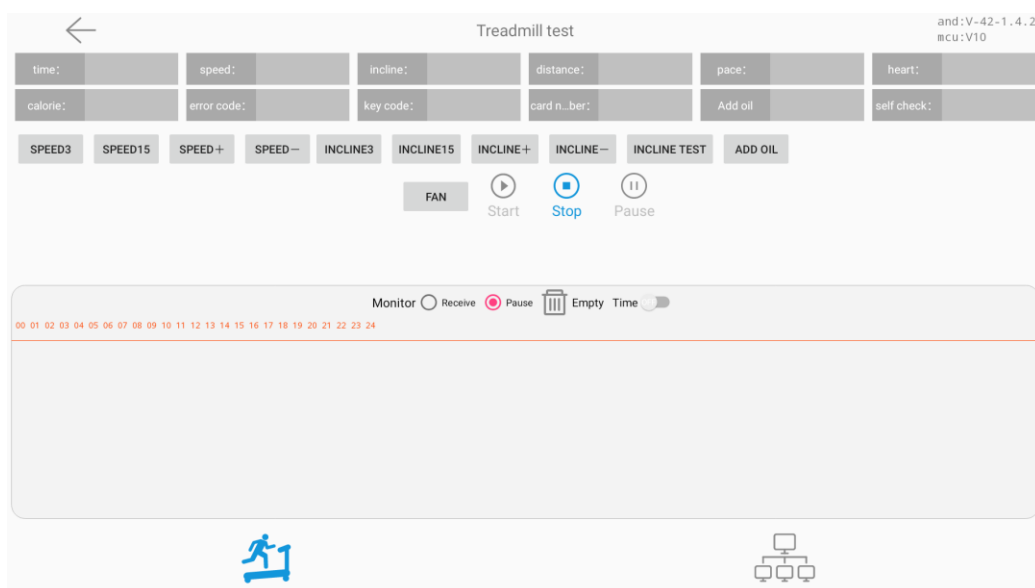 Treadmill test
and:V-42-1.4.2
mcu:V10
time: speed: incline: distance: pace: heart:
calorie: error code: key code: card n…ber: Add oil self check:
SPEED3 SPEED15 SPEED+ SPEED− INCLINE3 INCLINE15 INCLINE+ INCLINE− INCLINE TEST ADD OIL
FAN Start Stop Pause
Monitor Receive Pause Empty Time
00 01 02 03 04 05 06 07 08 09 10 11 12 13 14 15 16 17 18 19 20 21 22 23 24